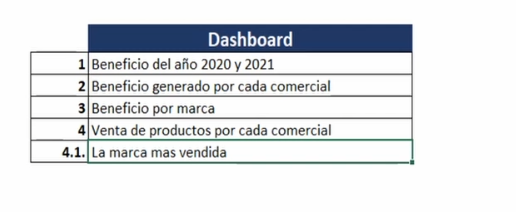 Dashboard
1 Beneficio del año 2020 y 2021
2 Beneficio generado por cada comercial
3 Beneficio por marca
4 Venta de productos por cada comercial
4.1. La marca mas vendida